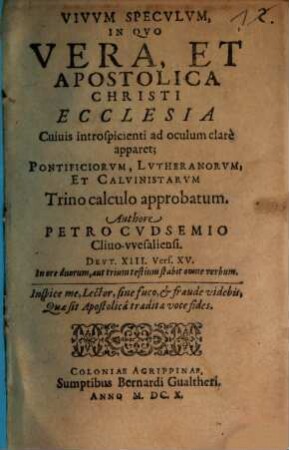 12.
VIVVM SPECVLVM,
IN QVO
VERA, ET
APOSTOLICA
CHRISTI
ECCLESIA
Cuiuis introspicienti ad oculum clarè
apparet;
PONTIFICIORVM, LVTHERANORVM,
ET CALVINISTARVM
Trino calculo approbatum.
Authore
PETRO CVDSEMIO
Cliuo-vvesaliensi.
DEVT. XIII. Vers. XV.
In ore duorum, aut trium testium stabit omne verbum.
Inspice me, Lector, sine fuco, & fraude videbis,
Quæ sit Apostolicâ tradita voce fides.
COLONIAE AGRIPPINAE,
Sumptibus Bernardi Gualtheri.
ANNO M. DC. X.